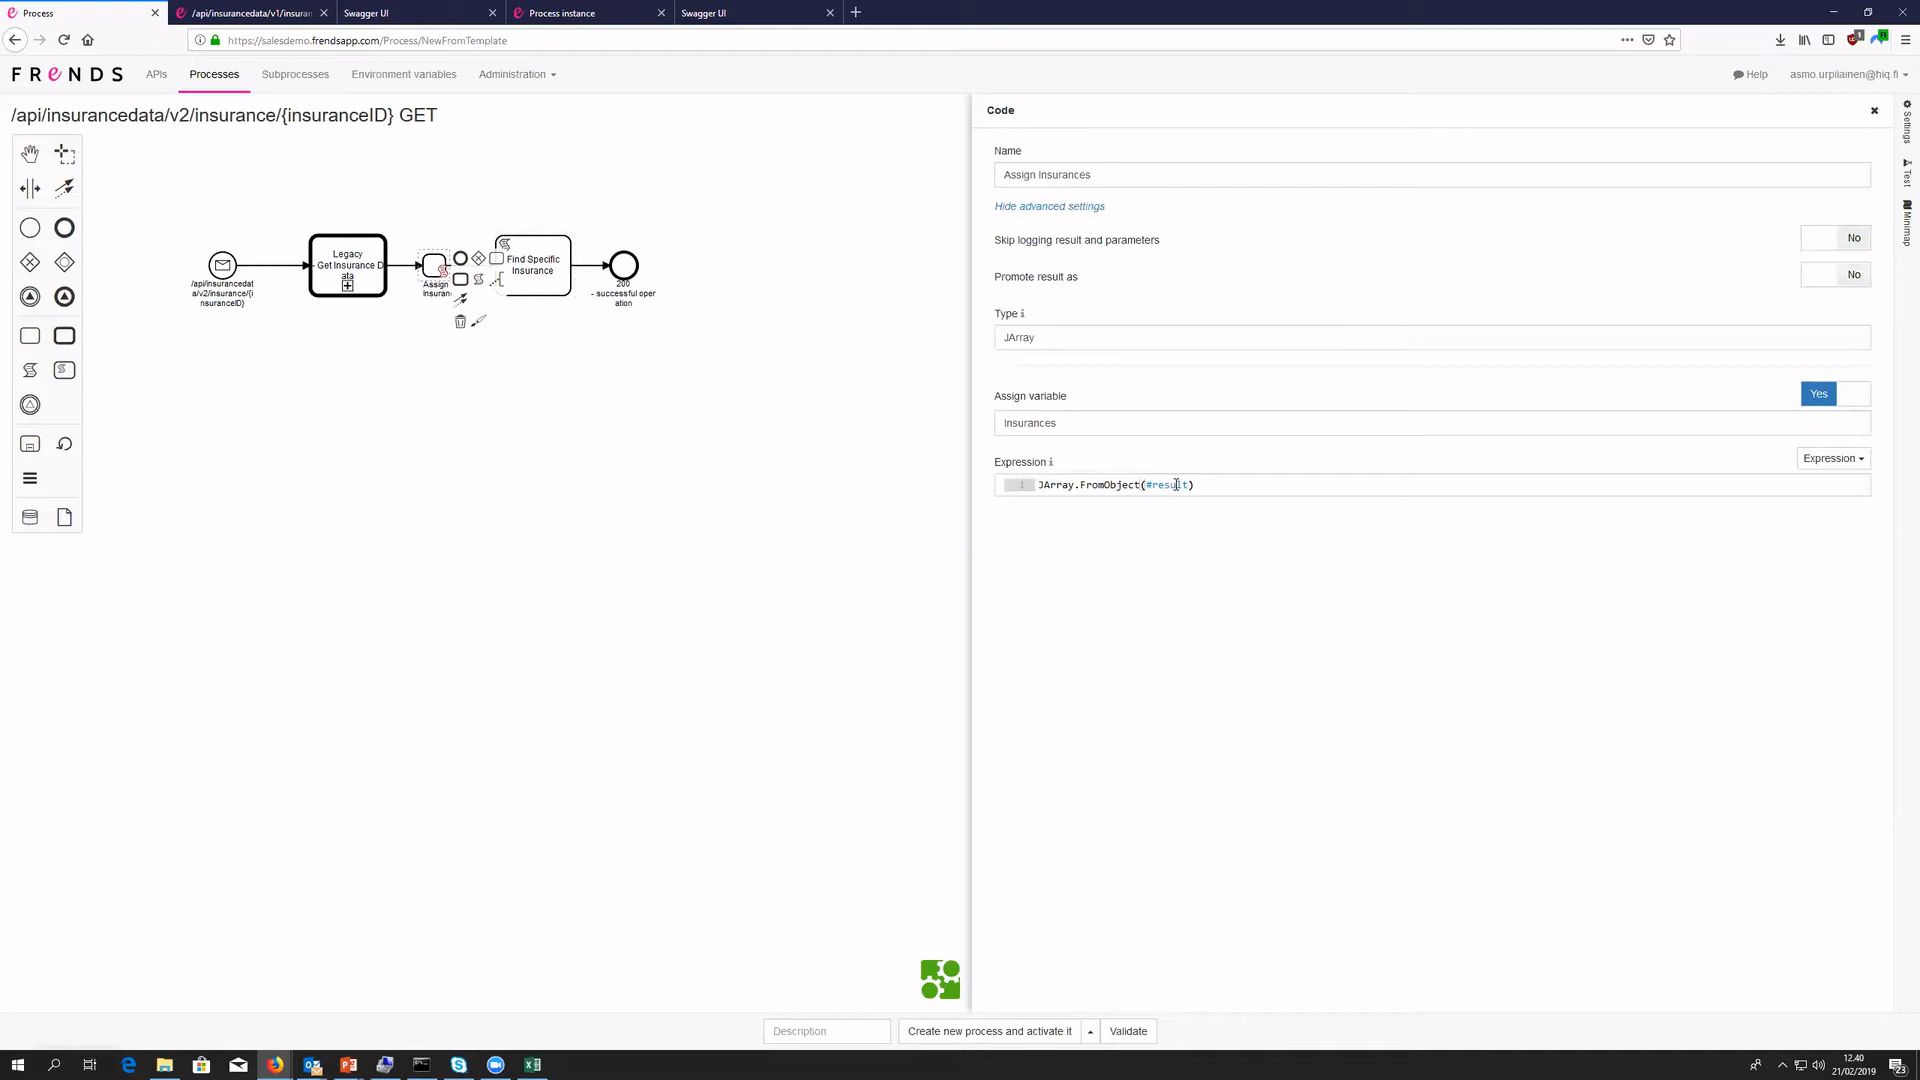 Process
/api/insurancedata/v1/insuran
Swagger UI
Process instance
Swagger UI
https://salesdemo.frendsapp.com/Process/NewFromTemplate
FRENDS
APIs
Processes
Subprocesses
Environment variables
Administration
Help
asmo.urpilainen@hiq.fi
/api/insurancedata/v2/insurance/{insuranceID} GET
Code
Settings
Test
Minimap
Name
Assign Insurances
Hide advanced settings
Skip logging result and parameters
No
Promote result as
No
Type
JArray
Assign variable
Yes
Insurances
Expression
Expression
1 JArray.FromObject(#result)
/api/insurancedat
a/v2/insurance/{i
nsuranceID}
Legacy
- Get Insurance D
ata
Assign
Insuran
Find Specific
Insurance
200
- successful oper
ation
Description
Create new process and activate it
Validate
12.40
21/02/2019
23